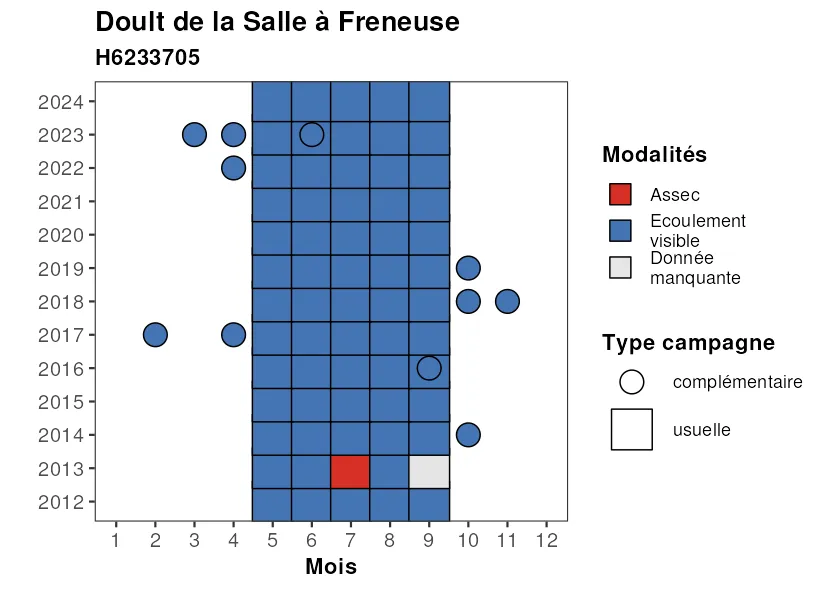 Doult de la Salle à Freneuse
H6233705
2024
2023
2022
2021
2020
2019
2018
2017
2016
2015
2014
2013
2012
1 2 3 4 5 6 7 8 9 10 11 12
Mois
Modalités
Assec
Ecoulement
visible
Donnée
manquante
Type campagne
complémentaire
usuelle